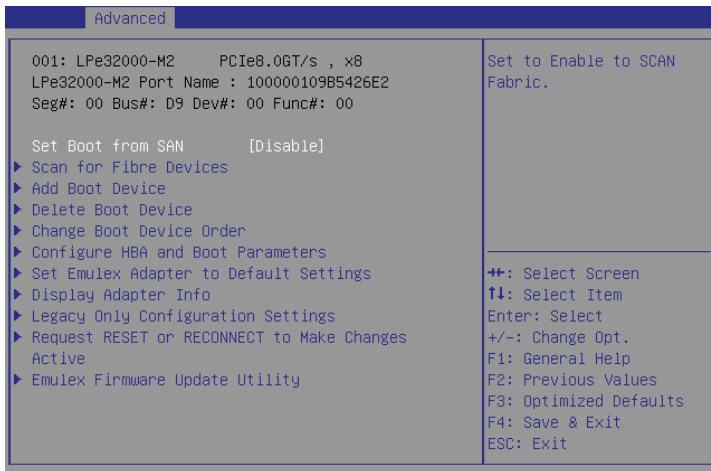 Advanced
001: LPe32000-M2 PCIe8.0GT/s , x8
LPe32000-M2 Port Name : 100000109B5426E2
Seg#: 00 Bus#: D9 Dev#: 00 Func#: 00
Set Boot from SAN [Disable]
Scan for Fibre Devices
Add Boot Device
Delete Boot Device
Change Boot Device Order
Configure HBA and Boot Parameters
Set Emulex Adapter to Default Settings
Display Adapter Info
Legacy Only Configuration Settings
Request RESET or RECONNECT to Make Changes
Active
Emulex Firmware Update Utility
Set to Enable to SCAN
Fabric.
→←: Select Screen
↑↓: Select Item
Enter: Select
+/-: Change Opt.
F1: General Help
F2: Previous Values
F3: Optimized Defaults
F4: Save & Exit
ESC: Exit